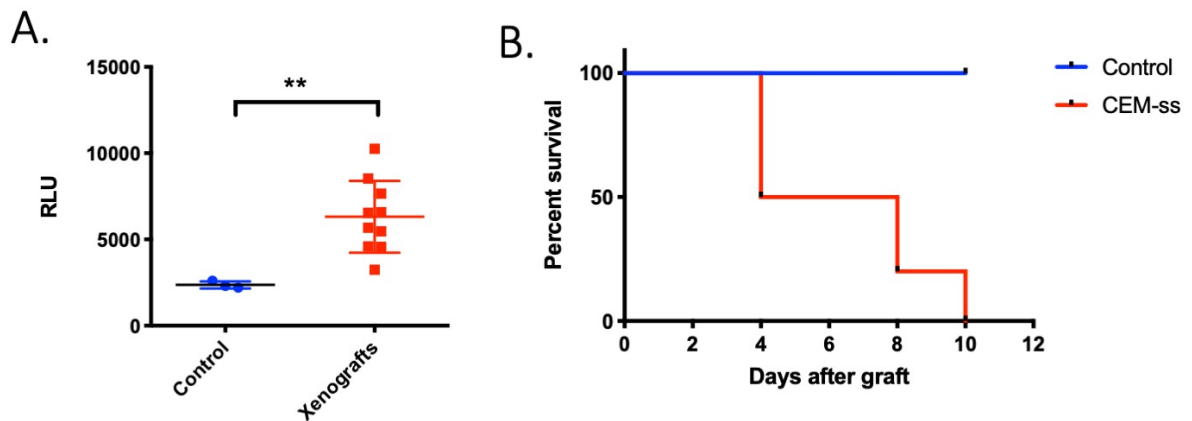 A.
15000
10000
5000
0
RLU
**
Control
Xenografts
B.
100
50
0
Percent survival
0 2 4 6 8 10 12
Days after graft
Control
CEM-ss